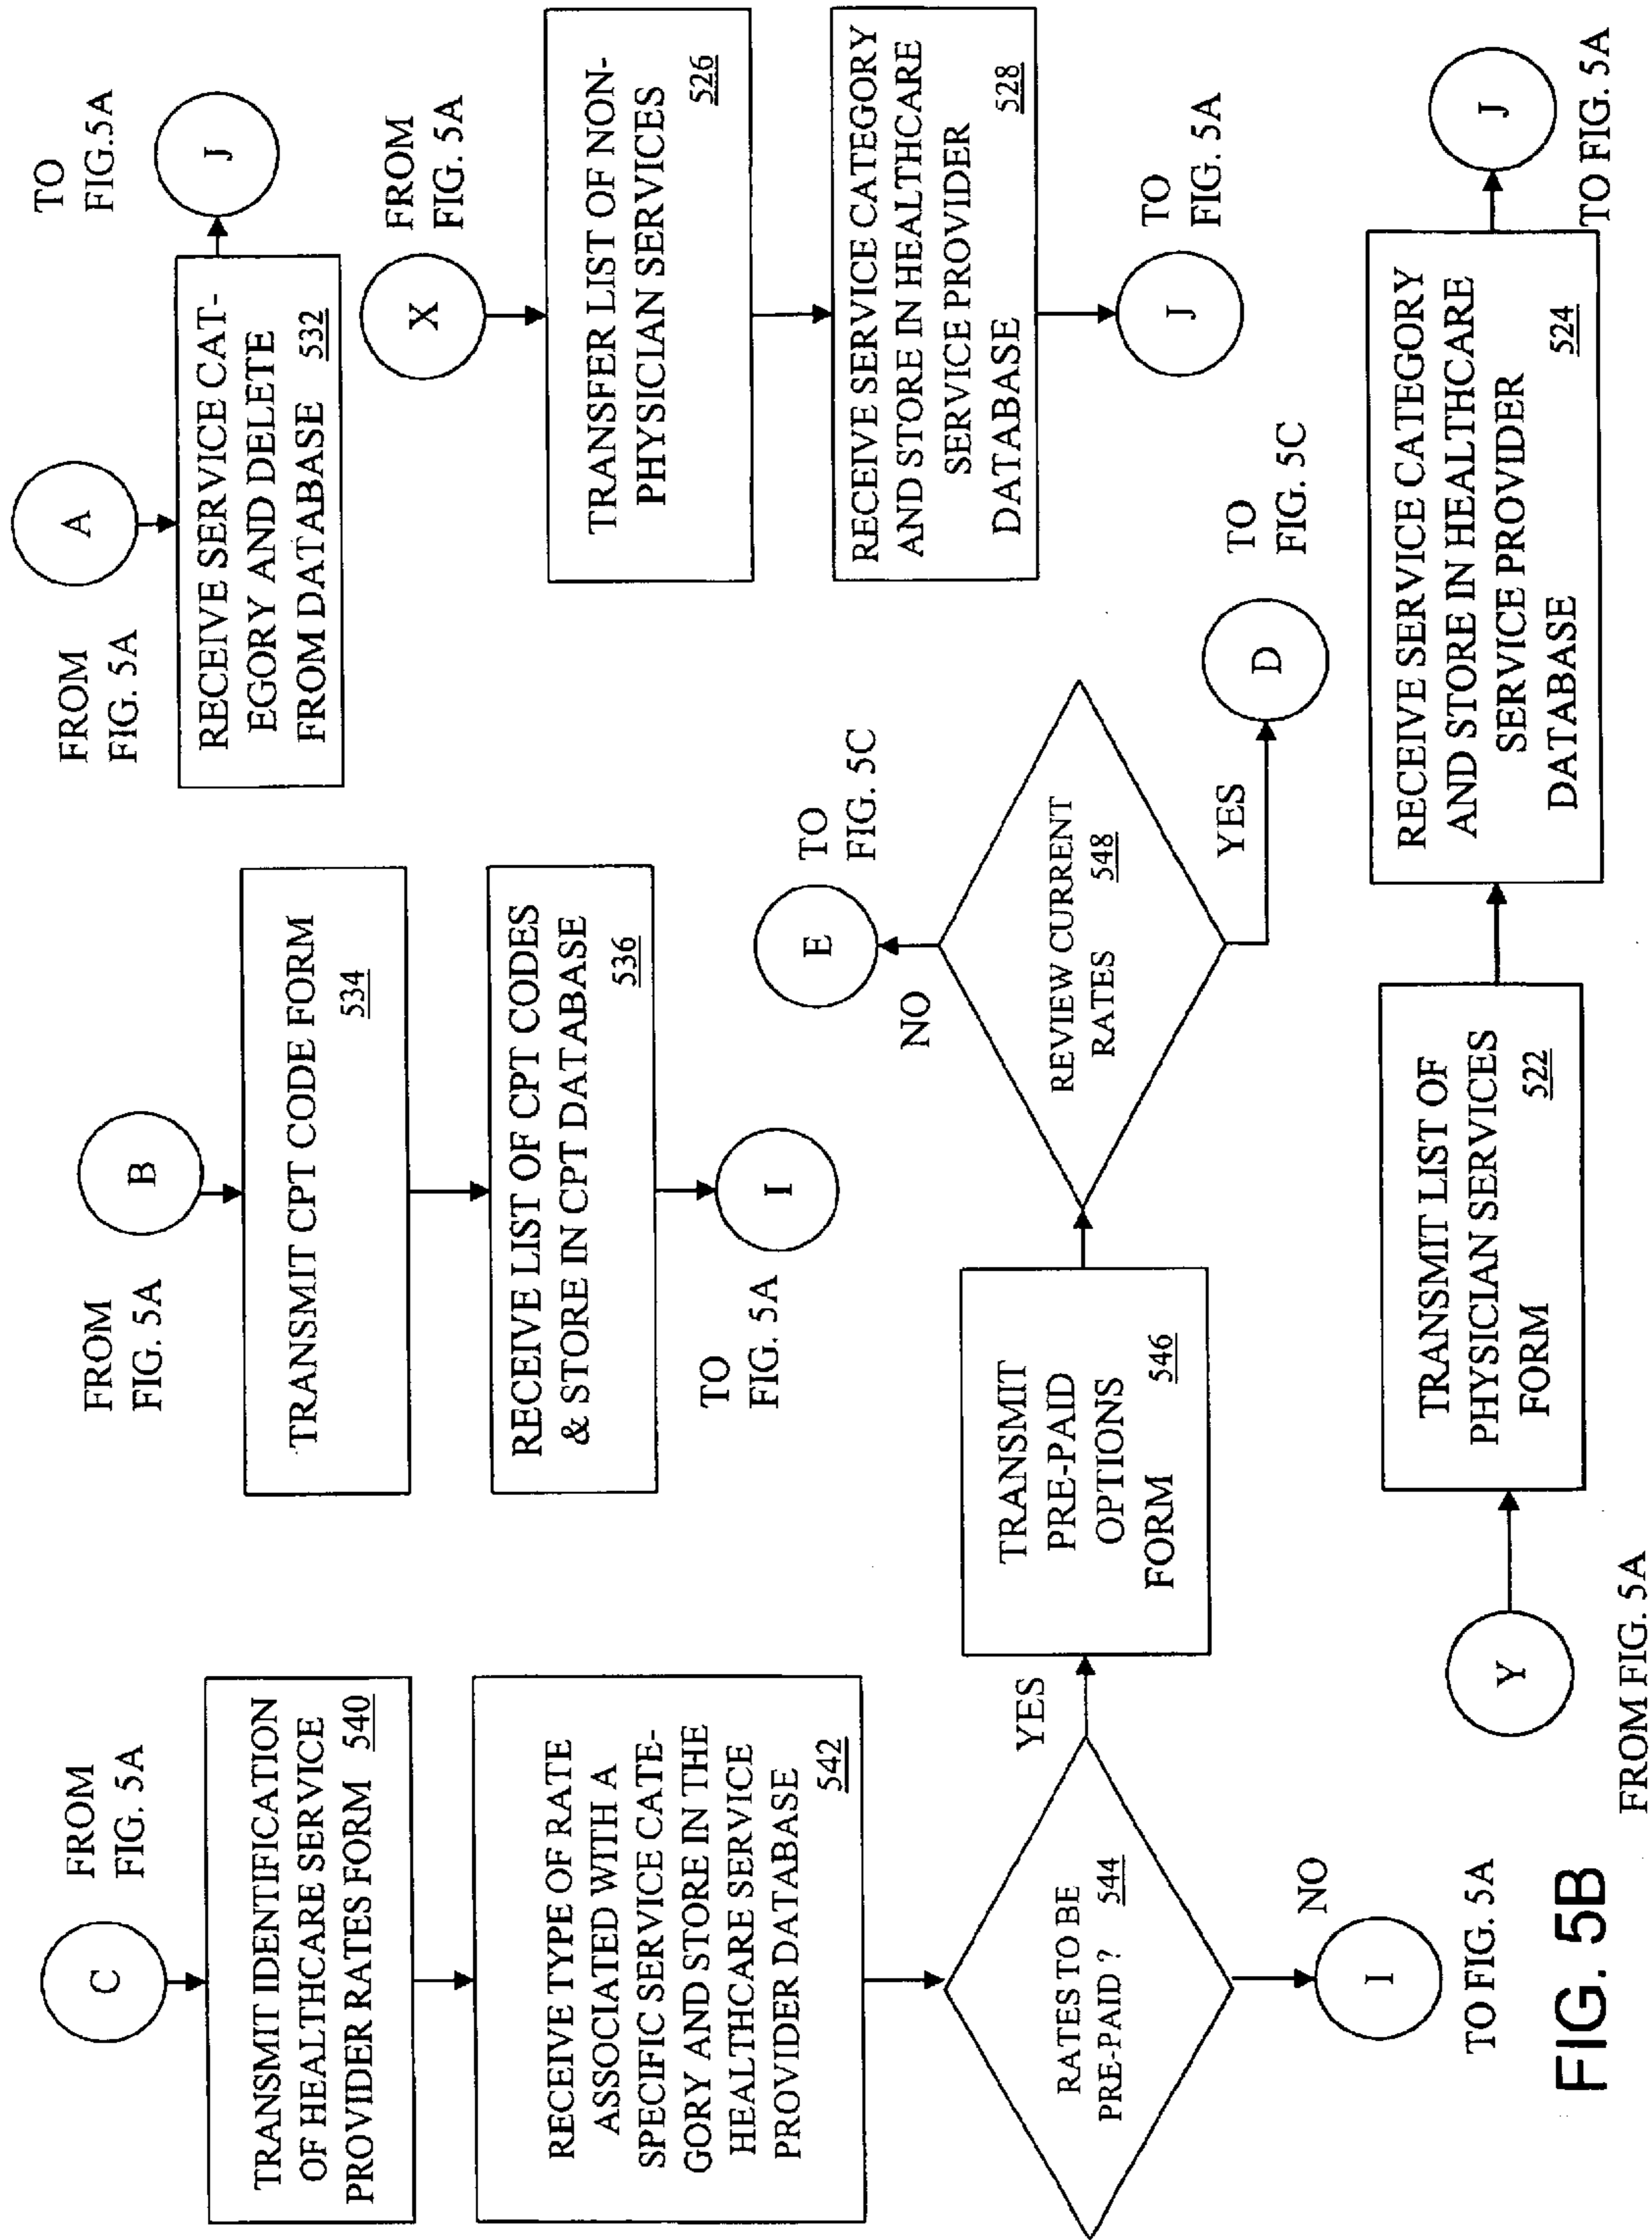 FROM
FIG. 5A
C
TRANSMIT IDENTIFICATION
OF HEALTHCARE SERVICE
PROVIDER RATES FORM 540
RECEIVE TYPE OF RATE
ASSOCIATED WITH A
SPECIFIC SERVICE CATE-
GORY AND STORE IN THE
HEALTHCARE SERVICE
PROVIDER DATABASE 542
RATES TO BE
PRE-PAID ? 544
YES
NO
I
TO FIG. 5A
TRANSMIT
PRE-PAID
OPTIONS
FORM 546
REVIEW CURRENT
RATES 548
NO
E
TO
FIG. 5C
YES
D
TO
FIG. 5C
FROM
FIG. 5A
B
TRANSMIT CPT CODE FORM
534
RECEIVE LIST OF CPT CODES
& STORE IN CPT DATABASE
536
I
TO
FIG. 5A
FROM
FIG. 5A
A
RECEIVE SERVICE CAT-
EGORY AND DELETE
FROM DATABASE 532
TO
FIG.5A
J
X
FROM
FIG. 5A
TRANSFER LIST OF NON-
PHYSICIAN SERVICES
526
RECEIVE SERVICE CATEGORY
AND STORE IN HEALTHCARE
SERVICE PROVIDER
DATABASE 528
J
TO
FIG. 5A
Y
FROM FIG. 5A
TRANSMIT LIST OF
PHYSICIAN SERVICES
FORM 522
RECEIVE SERVICE CATEGORY
AND STORE IN HEALTHCARE
SERVICE PROVIDER
DATABASE 524
J
TO FIG. 5A
FIG. 5B